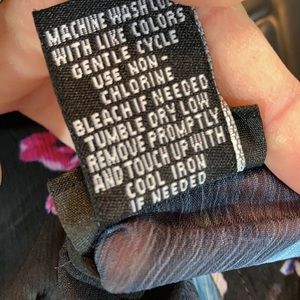 MACHINE WASH COLD
WITH LIKE COLORS
GENTLE CYCLE
USE NON-
CHLORINE
BLEACH IF NEEDED
TUMBLE DRY LOW
REMOVE PROMPTLY
AND TOUCH UP WITH
COOL IRON
IF NEEDED